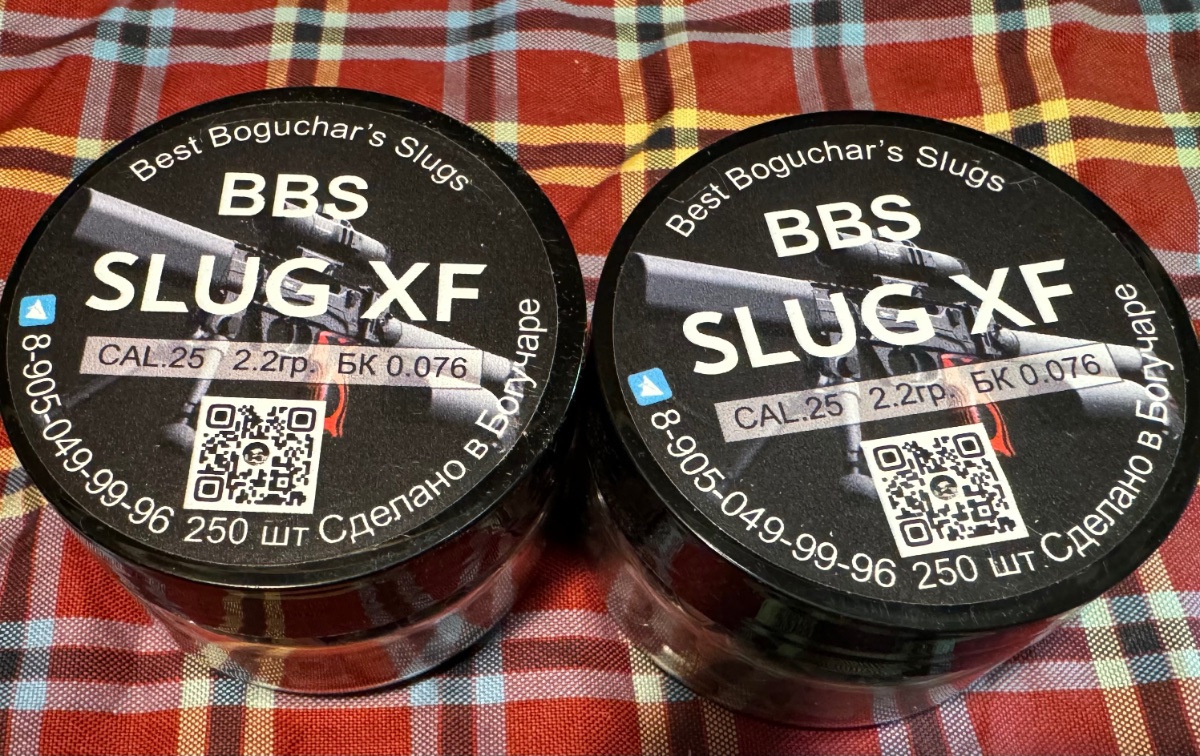 Best Boguchar's Slugs
BBS
SLUG XF
CAL.25 2.2гр. БК 0.076
8-905-049-99-96
250 шт
Сделано в Богучаре
Best Boguchar's Slugs
BBS
SLUG XF
CAL.25 2.2гр. БК 0.076
8-905-049-99-96
250 шт
Сделано в Богучаре